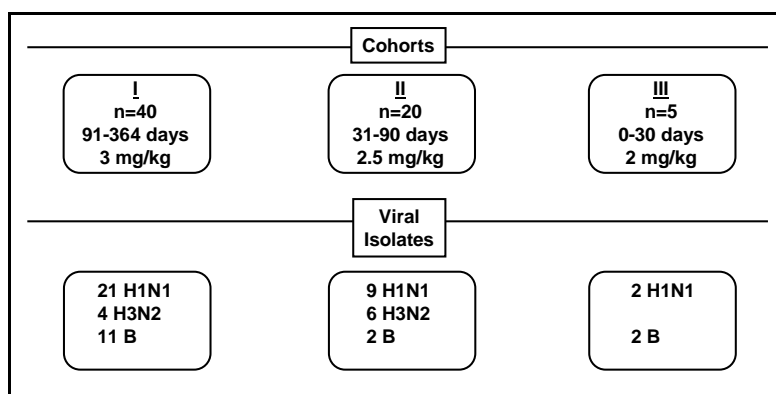 Cohorts
I
n=40
91-364 days
3 mg/kg
II
n=20
31-90 days
2.5 mg/kg
III
n=5
0-30 days
2 mg/kg
Viral
Isolates
21 H1N1
4 H3N2
11 B
9 H1N1
6 H3N2
2 B
2 H1N1
2 B